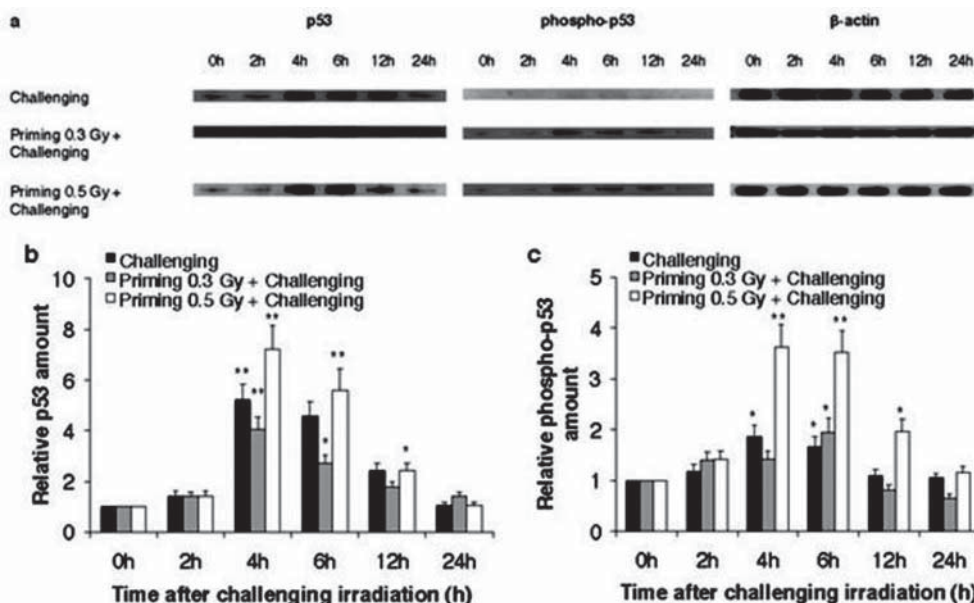 a
p53 phospho-p53 β-actin
0h 2h 4h 6h 12h 24h 0h 2h 4h 6h 12h 24h 0h 2h 4h 6h 12h 24h
Challenging
Priming 0.3 Gy +
Challenging
Priming 0.5 Gy +
Challenging
b
Challenging
Priming 0.3 Gy + Challenging
Priming 0.5 Gy + Challenging
Relative p53 amount
10
8
6
4
2
0
** ** ** * ** *
0h 2h 4h 6h 12h 24h
Time after challenging irradiation (h)
c
Challenging
Priming 0.3 Gy + Challenging
Priming 0.5 Gy + Challenging
Relative phospho-p53
amount
5
4
3
2
1
0
* ** * * ** *
0h 2h 4h 6h 12h 24h
Time after challenging irradiation (h)